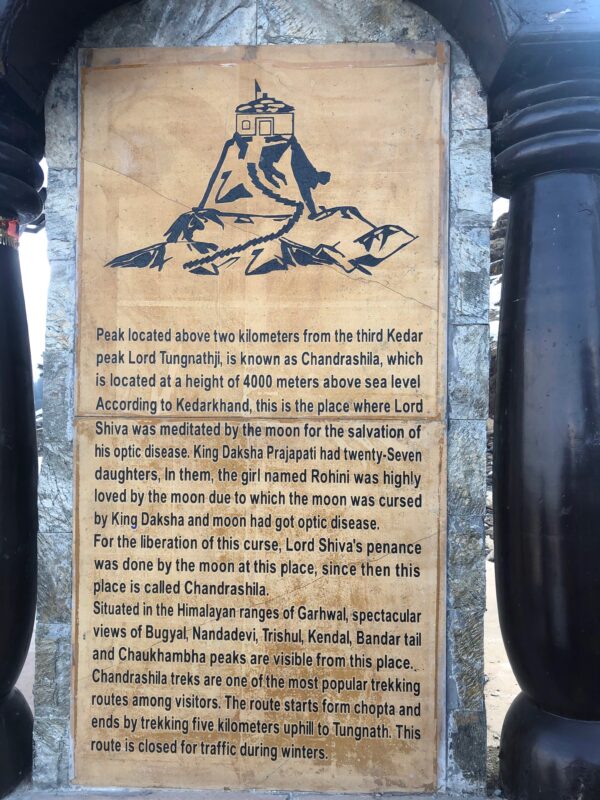 Peak located above two kilometers from the third Kedar
peak Lord Tungnathji, is known as Chandrashila, which
is located at a height of 4000 meters above sea level
According to Kedarkhand, this is the place where Lord
Shiva was meditated by the moon for the salvation of
his optic disease. King Daksha Prajapati had twenty-Seven
daughters, In them, the girl named Rohini was highly
loved by the moon due to which the moon was cursed
by King Daksha and moon had got optic disease.
For the liberation of this curse, Lord Shiva's penance
was done by the moon at this place, since then this
place is called Chandrashila.
Situated in the Himalayan ranges of Garhwal, spectacular
views of Bugyal, Nandadevi, Trishul, Kendal, Bandar tail
and Chaukhambha peaks are visible from this place.
Chandrashila treks are one of the most popular trekking
routes among visitors. The route starts form chopta and
ends by trekking five kilometers uphill to Tungnath. This
route is closed for traffic during winters.